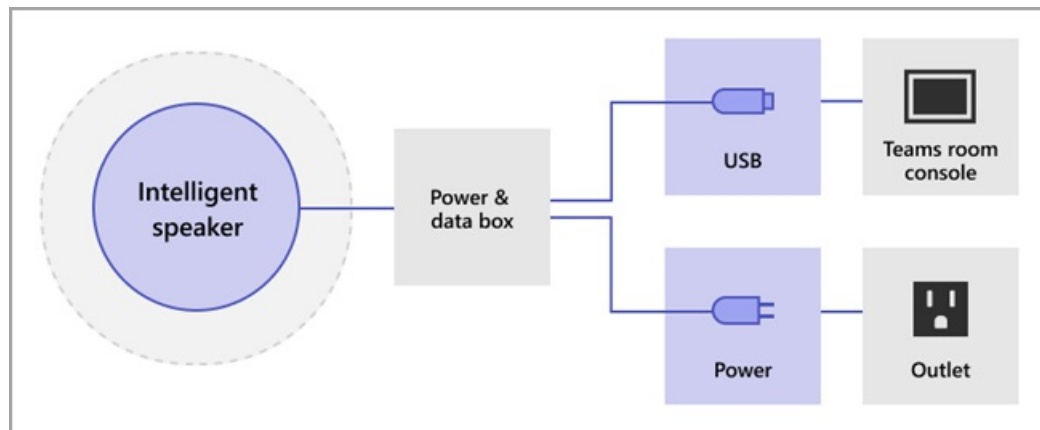 Intelligent
speaker
Power &
data box
USB
Teams room
console
Power
Outlet